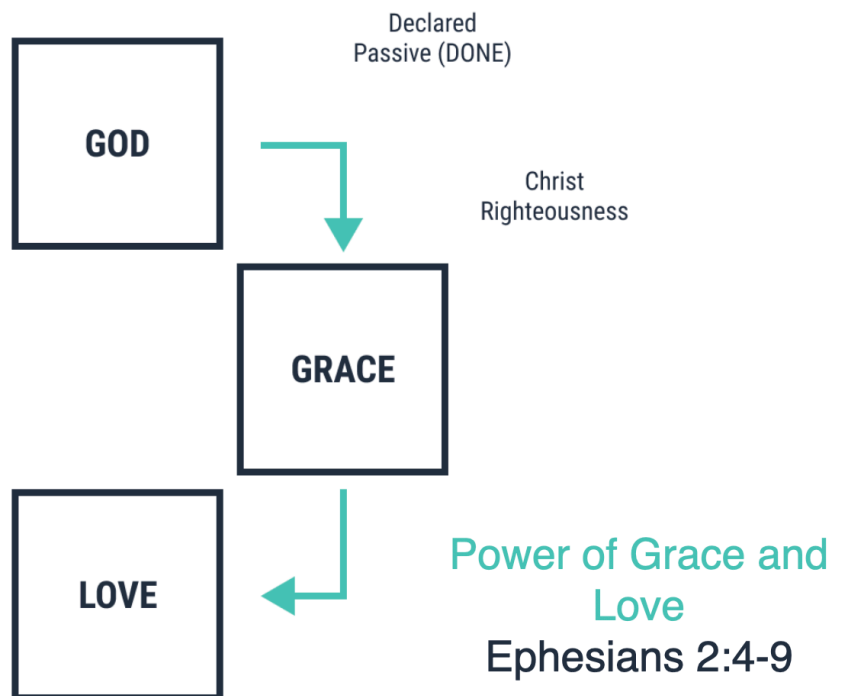 Declared
Passive (DONE)
GOD
Christ
Righteousness
GRACE
LOVE
Power of Grace and
Love
Ephesians 2:4-9